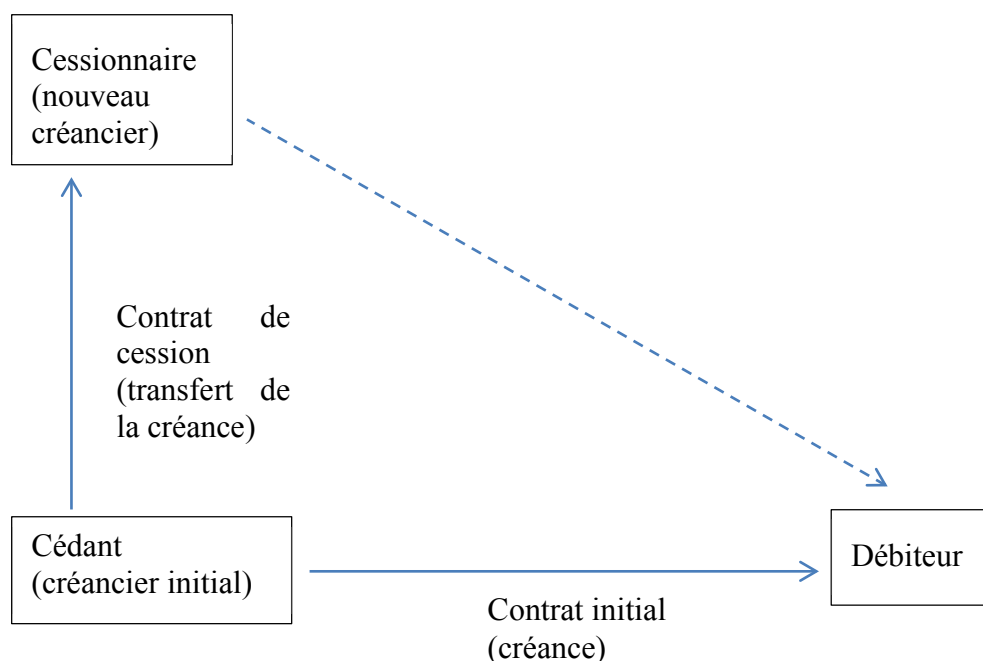 Cessionnaire
(nouveau
créancier)
Contrat de
cession
(transfert de
la créance)
Cédant
(créancier initial)
Débiteur
Contrat initial
(créance)